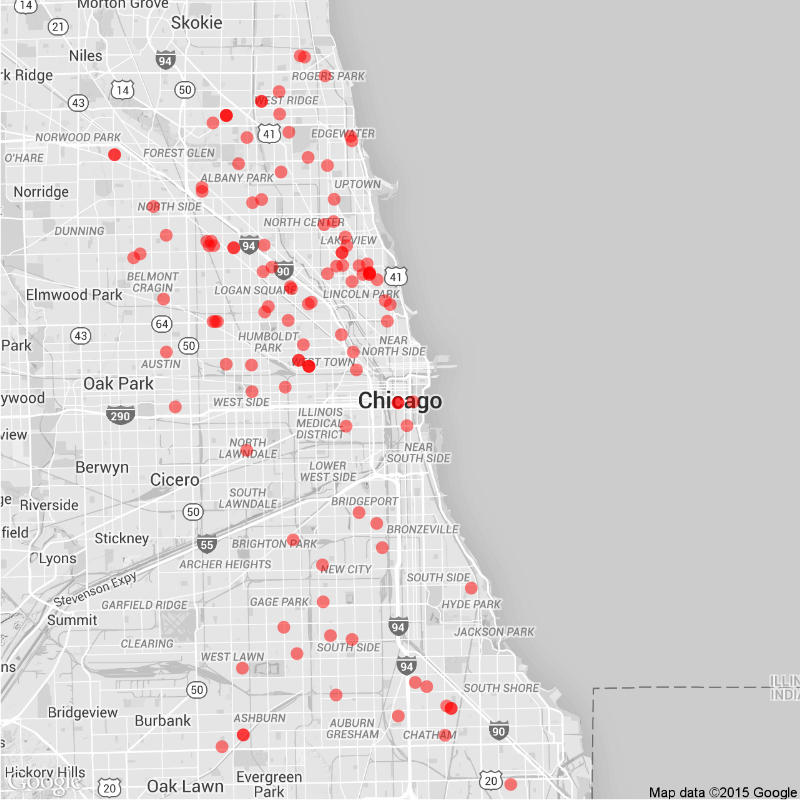 Morton Grove
14
Skokie
21
Niles
94
rk Ridge
ROGERS PARK
14
50
43
WEST RIDGE
NORWOOD PARK
41
EDGEWATER
O'HARE
FOREST GLEN
ALBANY PARK
Norridge
UPTOWN
NORTH SIDE
NORTH CENTER
DUNNING
LAKE VIEW
94
90
41
BELMONT
CRAGIN
LOGAN SQUARE
LINCOLN PARK
Elmwood Park
64
43
HUMBOLDT
PARK
NEAR
NORTH SIDE
Park
50
AUSTIN
WEST TOWN
Oak Park
ywood
WEST SIDE
Chicago
290
ILLINOIS
MEDICAL
DISTRICT
view
NORTH
LAWNDALE
NEAR
SOUTH SIDE
Berwyn
LOWER
WEST SIDE
Cicero
SOUTH
LAWNDALE
ge
Riverside
50
BRIDGEPORT
field
Stickney
BRONZEVILLE
55
BRIGHTON PARK
Lyons
ARCHER HEIGHTS
NEW CITY
Stevenson Expy
SOUTH SIDE
GARFIELD RIDGE
GAGE PARK
HYDE PARK
Summit
94
JACKSON PARK
CLEARING
SOUTH SIDE
WEST LAWN
ns
94
ILLIN
INDIA
50
SOUTH SHORE
Bridgeview
Burbank
ASHBURN
AUBURN
GRESHAM
CHATHAM
90
Hickory Hills
20
Oak Lawn
Evergreen
Park
20
Google
Map data ©2015 Google